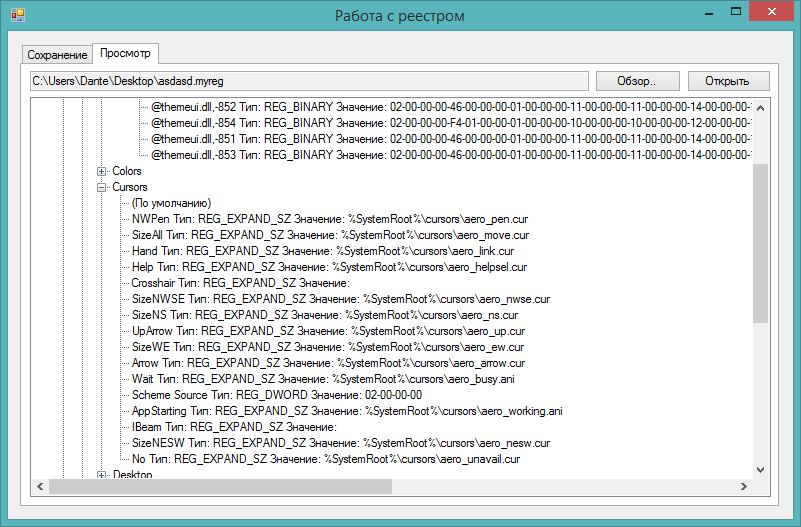 Работа с реестром
Сохранение Просмотр
C:\Users\Dante\Desktop\asdasd.myreg Обзор.. Открыть
@themeui.dll,-852 Тип: REG_BINARY Значение: 02-00-00-00-46-00-00-00-01-00-00-00-11-00-00-00-11-00-00-00-14-00-00-00-
@themeui.dll,-854 Тип: REG_BINARY Значение: 02-00-00-00-F4-01-00-00-01-00-00-00-10-00-00-00-10-00-00-00-12-00-00-00-
@themeui.dll,-851 Тип: REG_BINARY Значение: 02-00-00-00-46-00-00-00-01-00-00-00-11-00-00-00-11-00-00-00-14-00-00-00-
@themeui.dll,-853 Тип: REG_BINARY Значение: 02-00-00-00-46-00-00-00-01-00-00-00-11-00-00-00-11-00-00-00-14-00-00-00-
Colors
Cursors
(По умолчанию)
NWPen Тип: REG_EXPAND_SZ Значение: %SystemRoot%\cursors\aero_pen.cur
SizeAll Тип: REG_EXPAND_SZ Значение: %SystemRoot%\cursors\aero_move.cur
Hand Тип: REG_EXPAND_SZ Значение: %SystemRoot%\cursors\aero_link.cur
Help Тип: REG_EXPAND_SZ Значение: %SystemRoot%\cursors\aero_helpsel.cur
Crosshair Тип: REG_EXPAND_SZ Значение:
SizeNWSE Тип: REG_EXPAND_SZ Значение: %SystemRoot%\cursors\aero_nwse.cur
SizeNS Тип: REG_EXPAND_SZ Значение: %SystemRoot%\cursors\aero_ns.cur
UpArrow Тип: REG_EXPAND_SZ Значение: %SystemRoot%\cursors\aero_up.cur
SizeWE Тип: REG_EXPAND_SZ Значение: %SystemRoot%\cursors\aero_ew.cur
Arrow Тип: REG_EXPAND_SZ Значение: %SystemRoot%\cursors\aero_arrow.cur
Wait Тип: REG_EXPAND_SZ Значение: %SystemRoot%\cursors\aero_busy.ani
Scheme Source Тип: REG_DWORD Значение: 02-00-00-00
AppStarting Тип: REG_EXPAND_SZ Значение: %SystemRoot%\cursors\aero_working.ani
IBeam Тип: REG_EXPAND_SZ Значение:
SizeNESW Тип: REG_EXPAND_SZ Значение: %SystemRoot%\cursors\aero_nesw.cur
No Тип: REG_EXPAND_SZ Значение: %SystemRoot%\cursors\aero_unavail.cur
Desktop